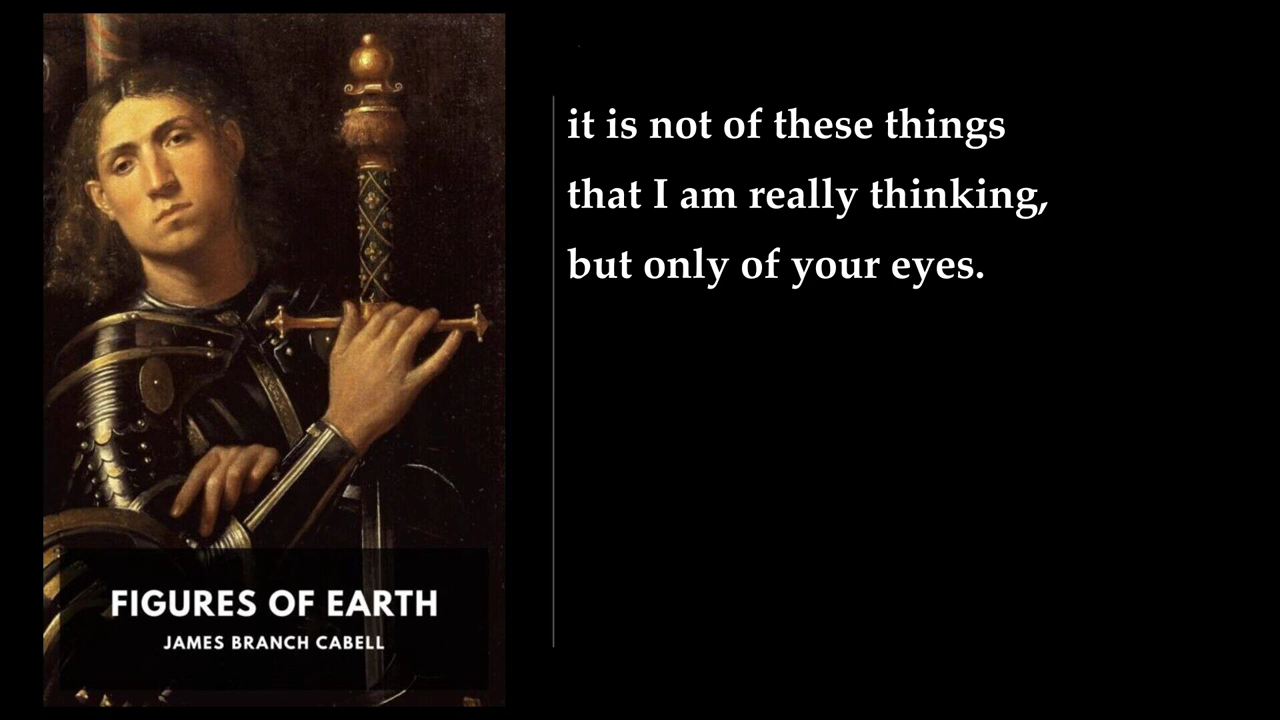 it is not of these things
that I am really thinking,
but only of your eyes.
FIGURES OF EARTH
JAMES BRANCH CABELL